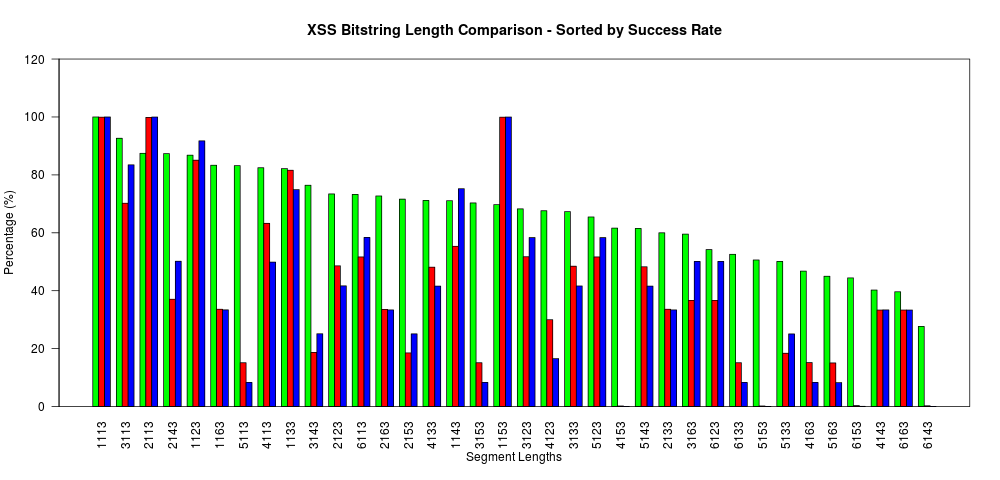 XSS Bitstring Length Comparison - Sorted by Success Rate
120
100
80
60
40
20
0
Percentage (%)
1113 3113 2113 2143 1123 1163 5113 4113 1133 3143 2123 6113 2163 2153 4133 1143 3153 1153 3123 4123 3133 5123 4153 5143 2133 3163 6123 6133 5153 5133 4163 5163 6153 4143 6163 6143
Segment Lengths